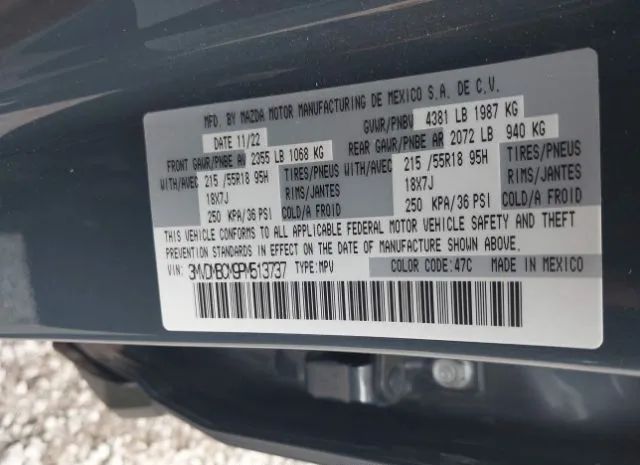 MFD. BY MAZDA MOTOR MANUFACTURING DE MEXICO S.A. DE C.V.
DATE 11/22 GVWR/PNBV 4381 LB 1987 KG
FRONT GAWR/PNBE AV 2355 LB 1068 KG REAR GAWR/PNBE AR 2072 LB 940 KG
WITH/AVEC 215 /55R18 95H TIRES/PNEUS WITH/AVEC 215 /55R18 95H TIRES/PNEUS
18X7J RIMS/JANTES 18X7J RIMS/JANTES
250 KPA/36 PSI COLD/A FROID 250 KPA/36 PSI COLD/A FROID
THIS VEHICLE CONFORMS TO ALL APPLICABLE FEDERAL MOTOR VEHICLE SAFETY AND THEFT
PREVENTION STANDARDS IN EFFECT ON THE DATE OF MANUFACTURE SHOWN ABOVE.
VIN: 3MVDMBCM9PM513737 TYPE:MPV COLOR CODE:47C MADE IN MEXICO